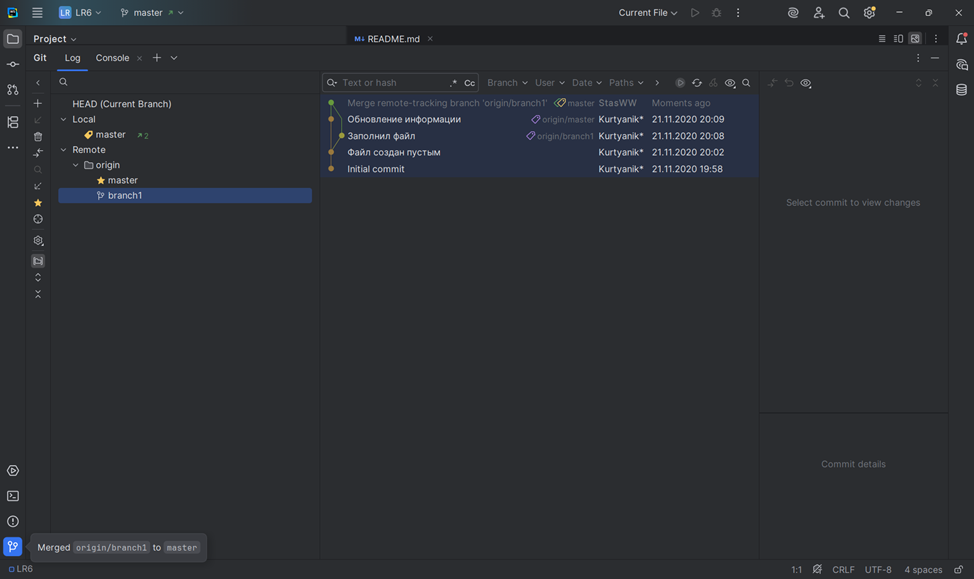 LR LR6 master Current File
Project
M↓ README.md
Git Log Console
Text or hash .* Cc Branch User Date Paths
HEAD (Current Branch)
Local
master 2
Remote
origin
master
branch1
Merge remote-tracking branch 'origin/branch1' master StasWW Moments ago
Обновление информации origin/master Kurtyanik* 21.11.2020 20:09
Заполнил файл origin/branch1 Kurtyanik* 21.11.2020 20:08
Файл создан пустым Kurtyanik* 21.11.2020 20:02
Initial commit Kurtyanik* 21.11.2020 19:58
Select commit to view changes
Commit details
Merged origin/branch1 to master
LR6 1:1 CRLF UTF-8 4 spaces